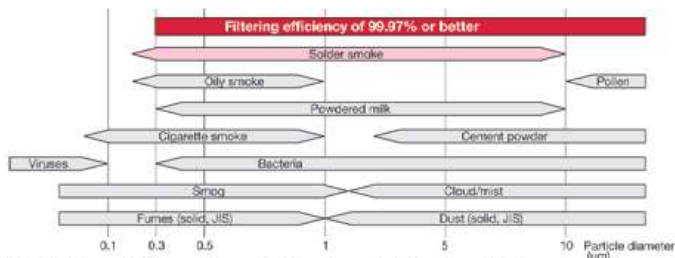 Filtering efficiency of 99.97% or better
Solder smoke
Oily smoke
Pollen
Powdered milk
Cigarette smoke
Cement powder
Viruses
Bacteria
Smog
Cloud/mist
Fumes (solid, JIS)
Dust (solid, JIS)
0.1
0.3
0.5
1
5
10
Particle diameter
(μm)